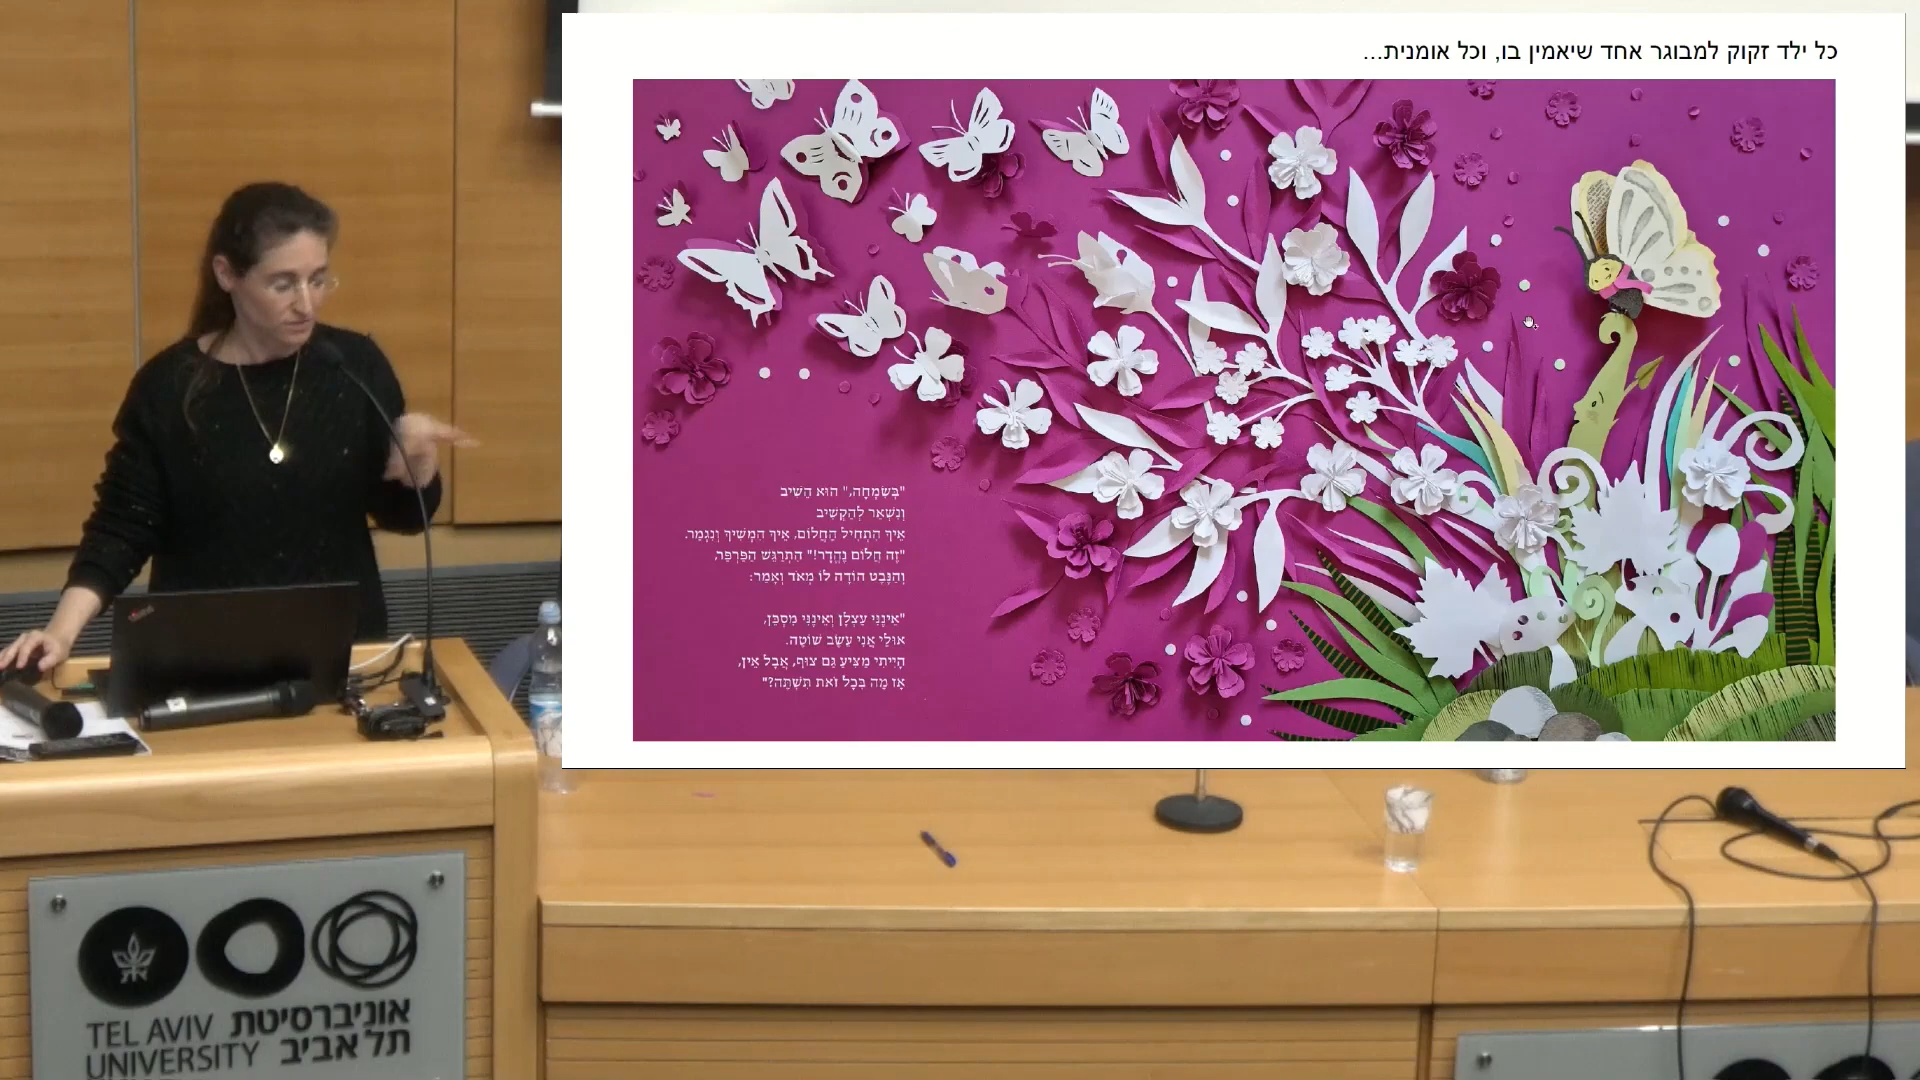 כל ילד זקוק למבוגר אחד שיאמין בו, וכל אומנית...
"בְּשִׂמְחָה," הוּא הֵשִׁיב
וְנִשְׁאַר לְהַקְשִׁיב
אֵיךְ הִתְחִיל הַחֲלוֹם, אֵיךְ הִמְשִׁיךְ וְנִגְמַר.
"זֶה חֲלוֹם נֶהְדָּר!" הִתְרַגֵּשׁ הַפַּרְפַּר,
וְהַנֶּבֶט הוֹדָה לוֹ מְאֹד וְאָמַר:
"אֵינֶנִּי עַצְלָן וְאֵינֶנִּי מִסְכֵּן,
אוּלַי אֲנִי עֵשֶׂב שׁוֹטֶה.
הָיִיתִי מַצִּיעַ גַּם צוּף, אֲבָל אֵין,
אָז מָה בְּכָל זֹאת תִּשְׁתֶּה?"
TEL AVIV אוניברסיטת
UNIVERSITY תל אביב